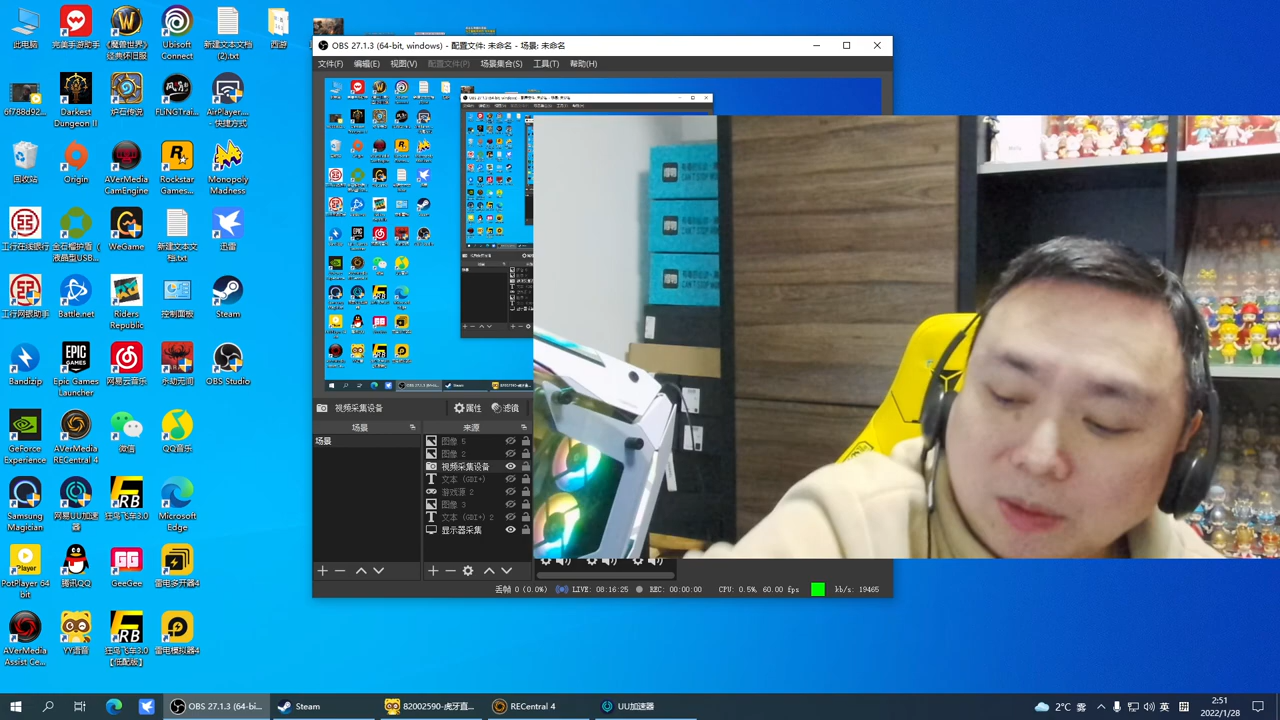 此电脑
完美手游助手
《魔兽世界》
经典怀旧服
Ubisoft
Connect
新建文本文档
(2).txt
西游
6f788d92...
Darkest
Dungeon II
炉石传说
FLiNGTrai...
AirPlayer...
- 快捷方式
回收站
Origin
AVerMedia
CamEngine
Rockstar
Games...
Monopoly
Madness
工行在线银行
金石榴护盾（
液晶型USB...
WeGame
新建文本文
档.txt
迅雷
工行网银助手
Battle.net
Riders
Republic
控制面板
Steam
Bandizip
Epic Games
Launcher
网易云音乐
水幼无间
OBS Studio
GeForce
Experience
AVerMedia
RECentral 4
微信
QQ音乐
Samsung
Magician
网易UU加速
器
狂鸟飞车3.0
Microsoft
Edge
PotPlayer 64
bit
腾讯QQ
GeeGee
雷电多开器4
AVerMedia
Assist Ce...
YY语音
狂鸟飞车3.0
【低配版】
雷电模拟器4
OBS 27.1.3 (64-bit, windows) - 配置文件: 未命名 - 场景: 未命名
文件(F) 编辑(E) 视图(V) 配置文件(P) 场景集合(S) 工具(T) 帮助(H)
视频采集设备 属性 滤镜
场景 来源
场景
图像 5
图像 2
视频采集设备
文本 (GDI+)
游戏源 2
图像 3
文本 (GDI+) 2
显示器采集
丢帧 0 (0.0%) LIVE: 08:16:25 REC: 00:00:00 CPU: 0.5%, 60.00 fps kb/s: 19465
OBS 27.1.3 (64-bi... Steam 82002590-虎牙直... RECentral 4 UU加速器
2°C 雾 英 拼
2:51
2022/1/28